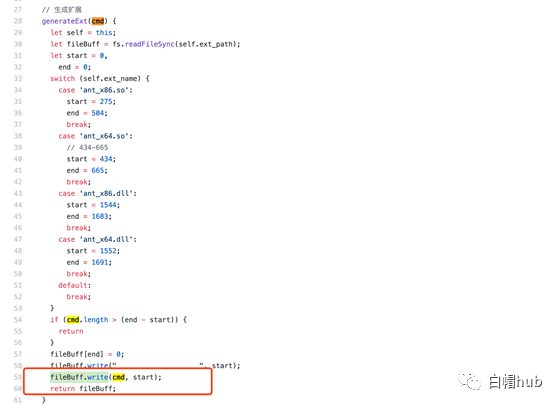 27 // 生成扩展
28 generateExt(cmd) {
29 let self = this;
30 let fileBuff = fs.readFileSync(self.ext_path);
31 let start = 0,
32 end = 0;
33 switch (self.ext_name) {
34 case 'ant_x86.so':
35 start = 275;
36 end = 504;
37 break;
38 case 'ant_x64.so':
39 // 434-665
40 start = 434;
41 end = 665;
42 break;
43 case 'ant_x86.dll':
44 start = 1544;
45 end = 1683;
46 break;
47 case 'ant_x64.dll':
48 start = 1552;
49 end = 1691;
50 break;
51 default:
52 break;
53 }
54 if (cmd.length > (end - start)) {
55 return
56 }
57 fileBuff[end] = 0;
58 fileBuff.write(" ", start);
59 fileBuff.write(cmd, start);
60 return fileBuff;
61 }
白帽hub